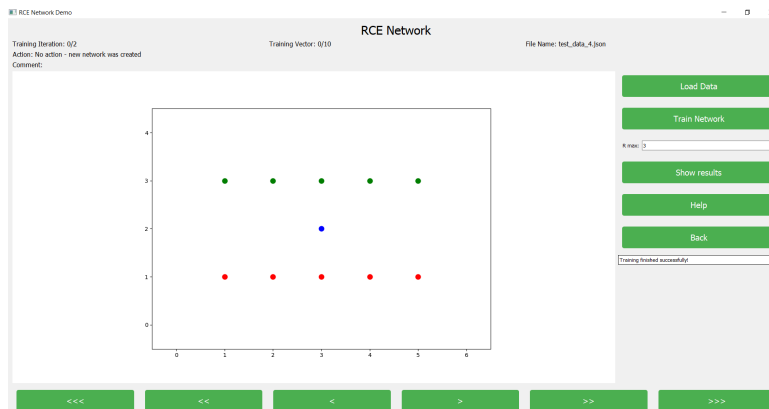 RCE Network Demo
RCE Network
Training Iteration: 0/2
Training Vector: 0/10
File Name: test_data_4.json
Action: No action - new network was created
Comment:
Load Data
Train Network
R max: 3
Show results
Help
Back
Training finished successfully!
4
3
2
1
0
0 1 2 3 4 5 6
<<< << < > >> >>>